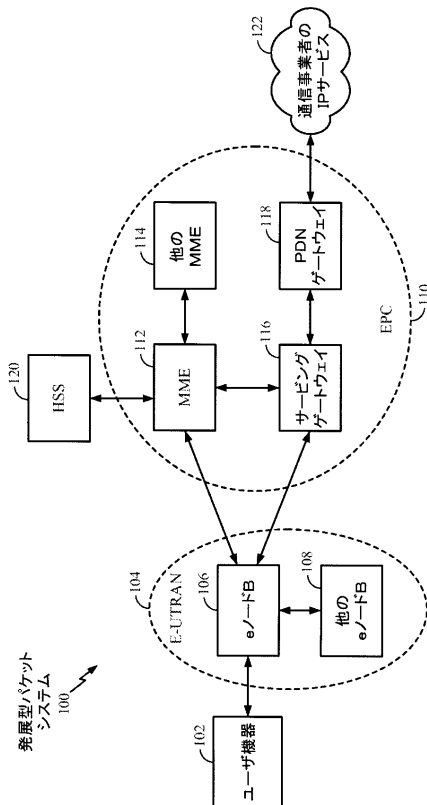 発展型パケット
システム
100
102
ユーザ機器
104
E-UTRAN
106
eノードB
108
他の
eノードB
120
HSS
112
MME
114
他の
MME
116
サービング
ゲートウェイ
118
PDN
ゲートウェイ
EPC
110
122
通信事業者の
IPサービス